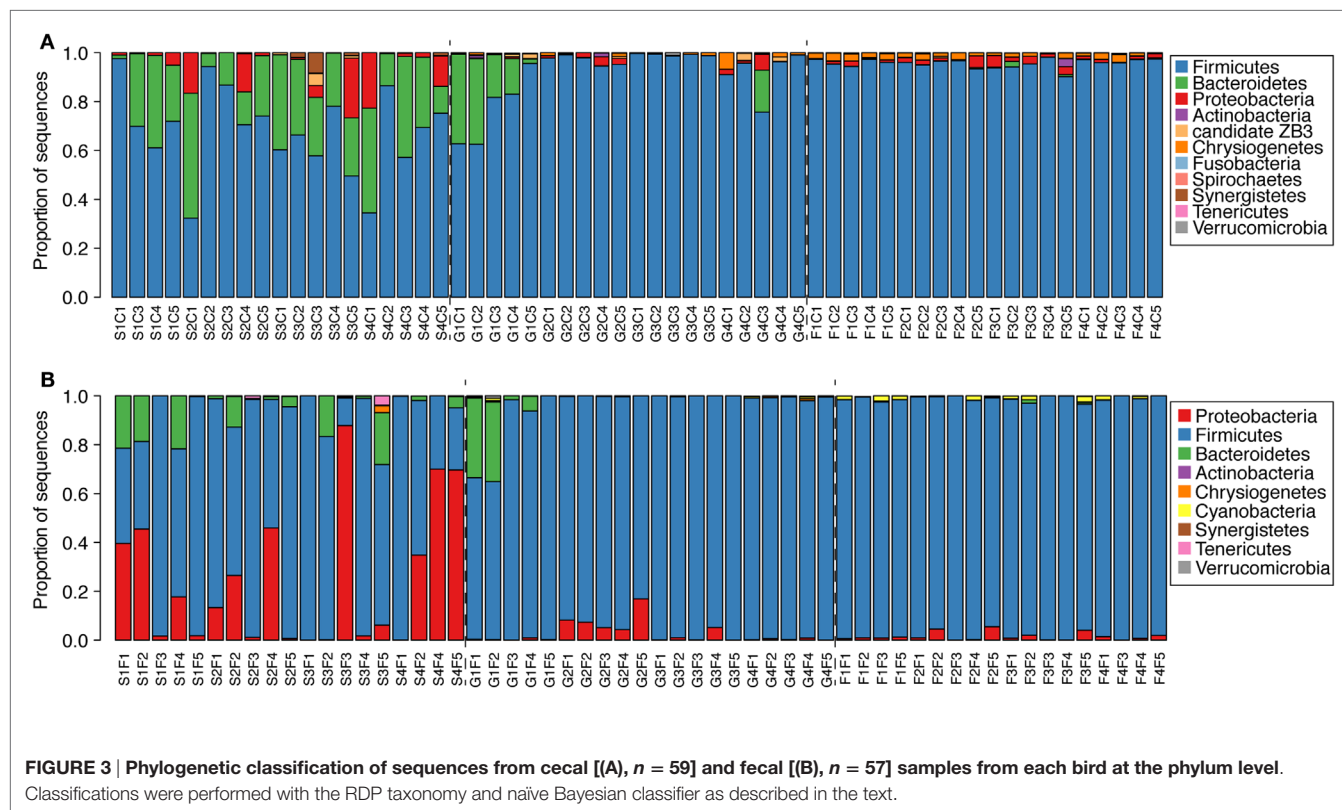 A
Proportion of sequences
1.0
0.8
0.6
0.4
0.2
0.0
S1C1 S1C3 S1C4 S1C5 S2C1 S2C2 S2C3 S2C4 S2C5 S3C1 S3C2 S3C3 S3C4 S3C5 S4C1 S4C2 S4C3 S4C4 S4C5 G1C1 G1C2 G1C3 G1C4 G1C5 G2C1 G2C2 G2C3 G2C4 G2C5 G3C1 G3C2 G3C3 G3C4 G3C5 G4C1 G4C2 G4C3 G4C4 G4C5 F1C1 F1C2 F1C3 F1C4 F1C5 F2C1 F2C2 F2C3 F2C4 F2C5 F3C1 F3C2 F3C3 F3C4 F3C5 F4C1 F4C2 F4C3 F4C4 F4C5
Firmicutes
Bacteroidetes
Proteobacteria
Actinobacteria
candidate ZB3
Chrysiogenetes
Fusobacteria
Spirochaetes
Synergistetes
Tenericutes
Verrucomicrobia
B
Proportion of sequences
1.0
0.8
0.6
0.4
0.2
0.0
S1F1 S1F2 S1F3 S1F4 S1F5 S2F1 S2F2 S2F3 S2F4 S2F5 S3F1 S3F2 S3F3 S3F4 S3F5 S4F1 S4F2 S4F4 S4F5 G1F1 G1F2 G1F3 G1F4 G1F5 G2F1 G2F2 G2F3 G2F4 G2F5 G3F1 G3F2 G3F3 G3F4 G3F5 G4F1 G4F2 G4F3 G4F4 G4F5 F1F1 F1F2 F1F3 F1F5 F2F1 F2F2 F2F3 F2F4 F2F5 F3F1 F3F2 F3F3 F3F4 F3F5 F4F1 F4F3 F4F4 F4F5
Proteobacteria
Firmicutes
Bacteroidetes
Actinobacteria
Chrysiogenetes
Cyanobacteria
Synergistetes
Tenericutes
Verrucomicrobia
FIGURE 3 | Phylogenetic classification of sequences from cecal [(A), n = 59] and fecal [(B), n = 57] samples from each bird at the phylum level.
Classifications were performed with the RDP taxonomy and naïve Bayesian classifier as described in the text.